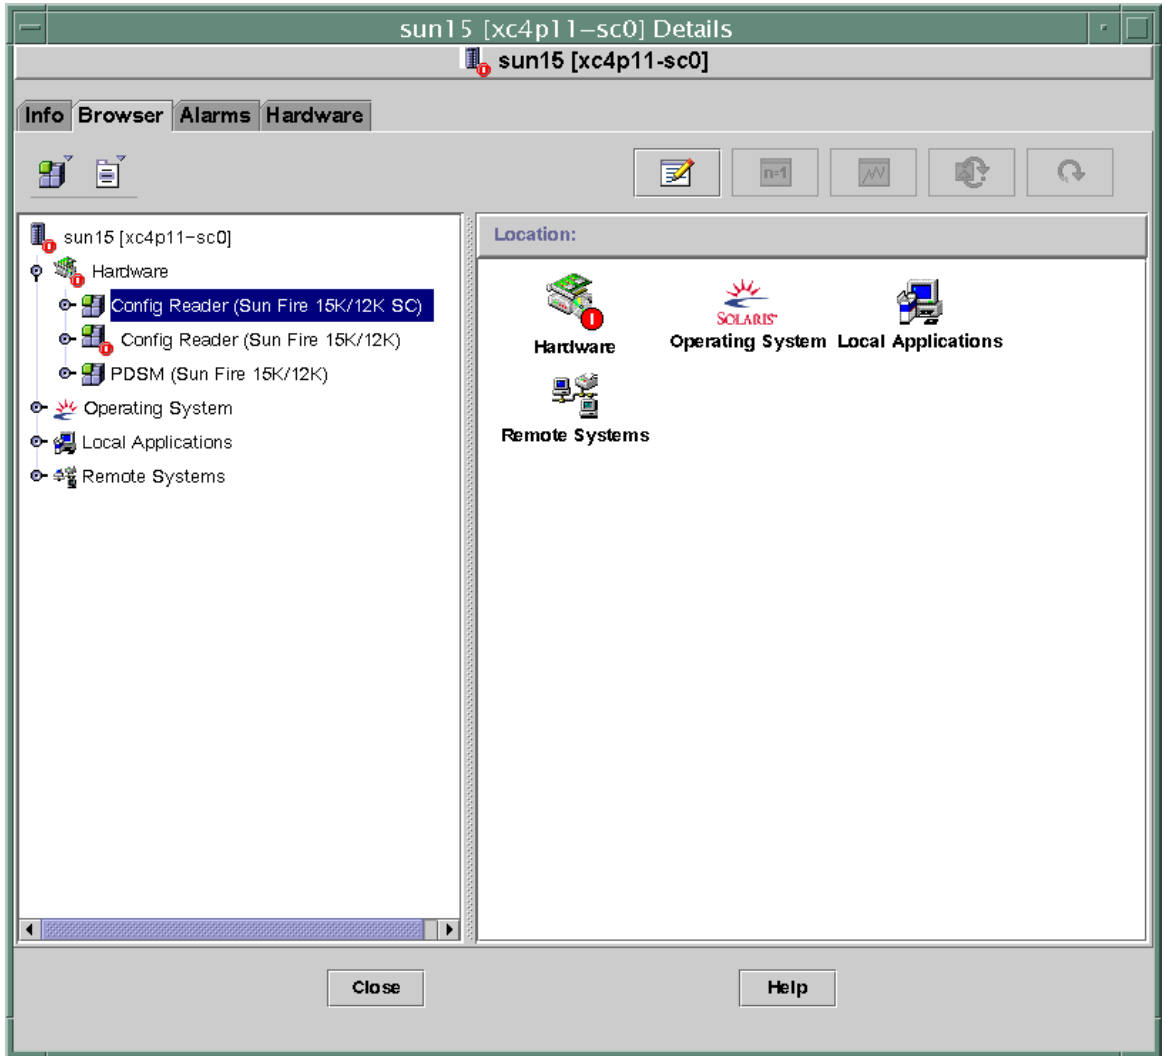 sun15 [xc4p11-sc0] Details
sun15 [xc4p11-sc0]
Info Browser Alarms Hardware
n=1
sun15 [xc4p11-sc0]
Hardware
Config Reader (Sun Fire 15K/12K SC)
Config Reader (Sun Fire 15K/12K)
PDSM (Sun Fire 15K/12K)
Operating System
Local Applications
Remote Systems
Location:
Hardware
SOLARIS
Operating System
Local Applications
Remote Systems
Close
Help